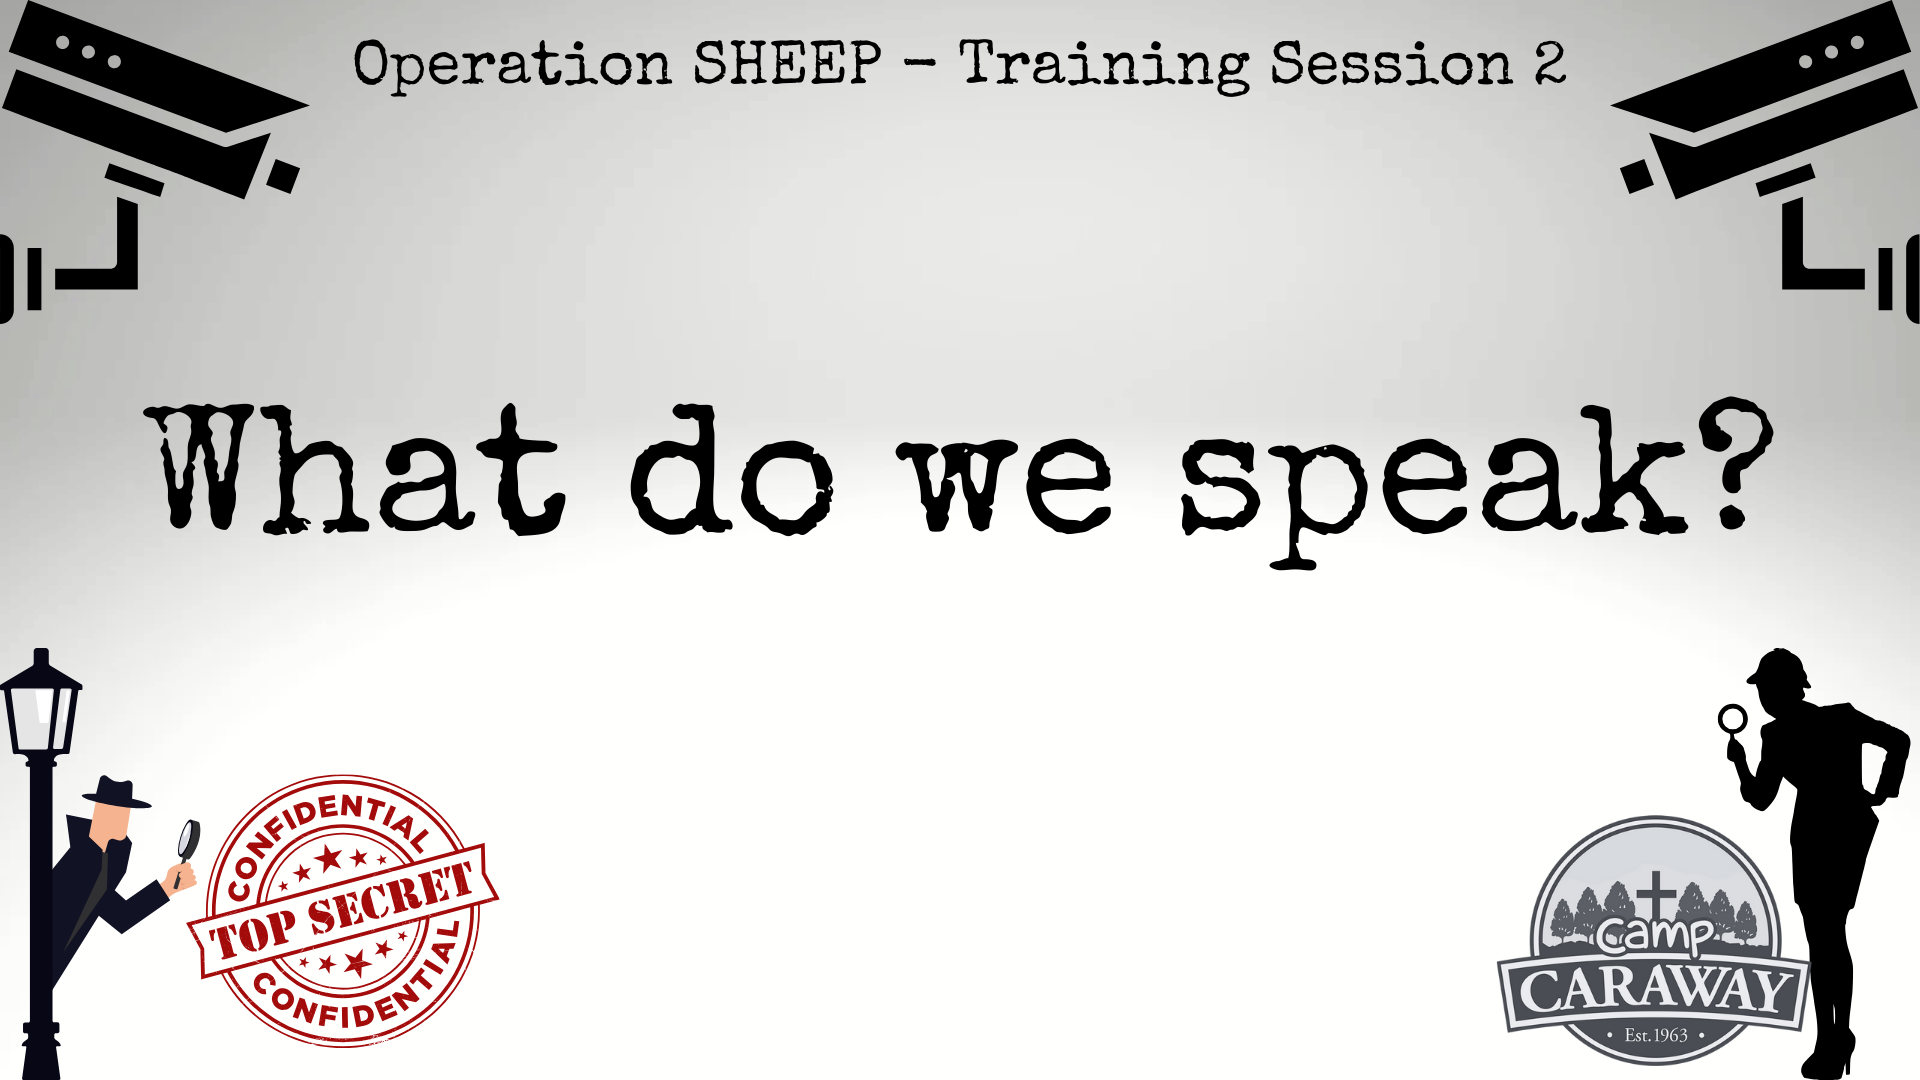 Operation SHEEP - Training Session 2
What do we speak?
CONFIDENTIAL
TOP SECRET
CONFIDENTIAL
camp
CARAWAY
• Est.1963 •